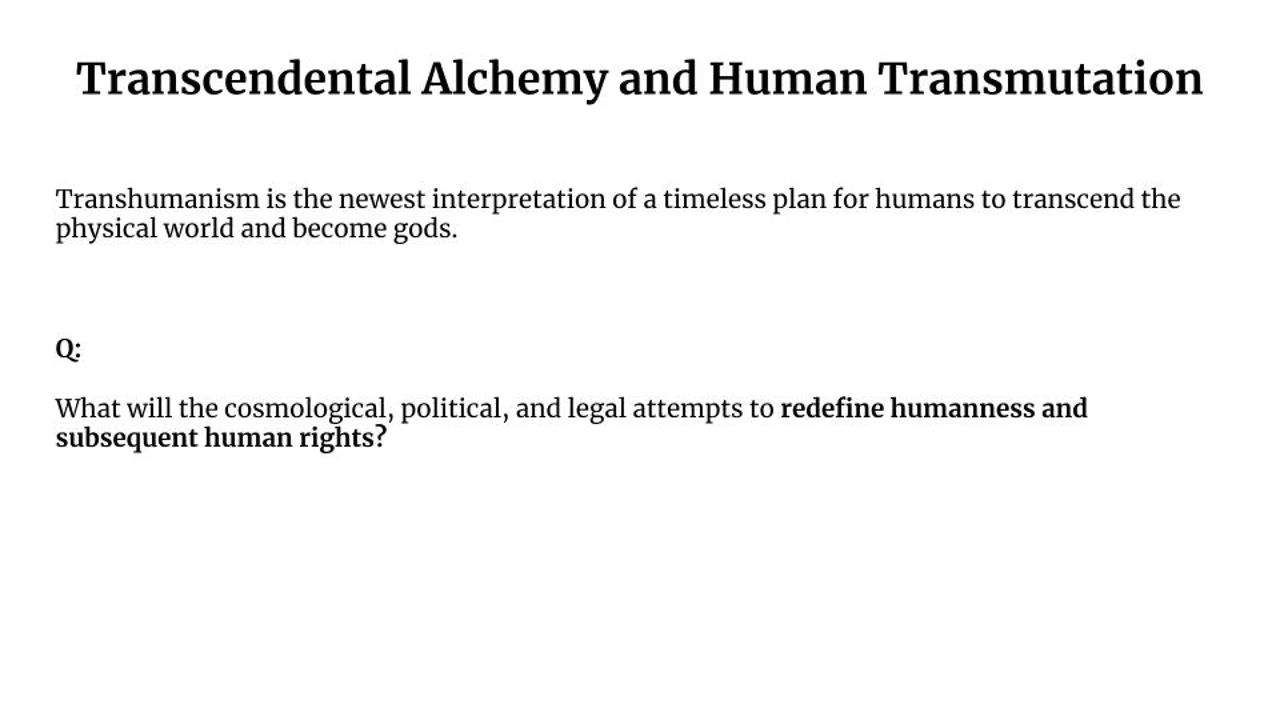 Transcendental Alchemy and Human Transmutation
Transhumanism is the newest interpretation of a timeless plan for humans to transcend the
physical world and become gods.
Q:
What will the cosmological, political, and legal attempts to redefine humanness and
subsequent human rights?